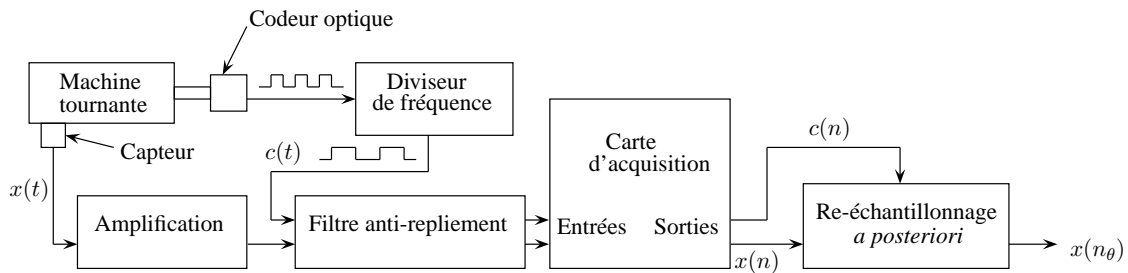 Codeur optique
Machine
tournante
Diviseur
de fréquence
Capteur
c(t)
x(t)
Amplification
Filtre anti-repliement
Carte
d'acquisition
Entrées
Sorties
c(n)
x(n)
Re-échantillonnage
a posteriori
x(n_θ)